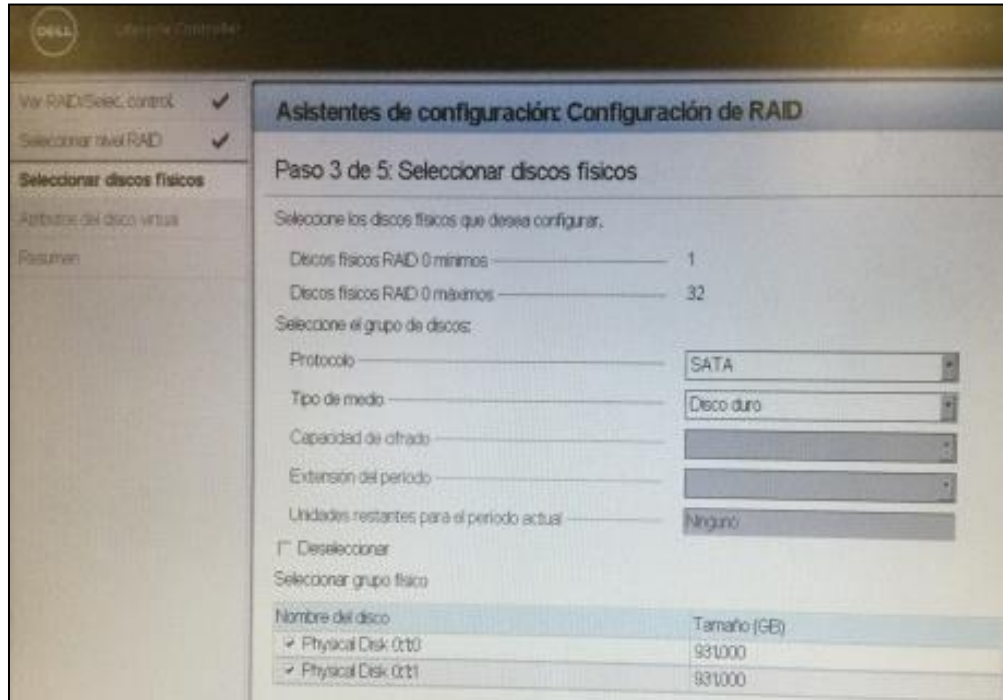 DELL
Lifecycle Controller
Ver RAID/Selec. control.
Seleccionar nivel RAID
Seleccionar discos físicos
Atributos del disco virtual
Resumen
Asistentes de configuración: Configuración de RAID
Paso 3 de 5: Seleccionar discos físicos
Seleccione los discos físicos que desea configurar.
Discos físicos RAID 0 mínimos 1
Discos físicos RAID 0 máximos 32
Seleccione el grupo de discos:
Protocolo SATA
Tipo de medio Disco duro
Capacidad de cifrado
Extensión del período
Unidades restantes para el período actual Ninguno
Deseleccionar
Seleccionar grupo físico
Nombre del disco Tamaño (GB)
Physical Disk 0:1:0 931,000
Physical Disk 0:1:1 931,000